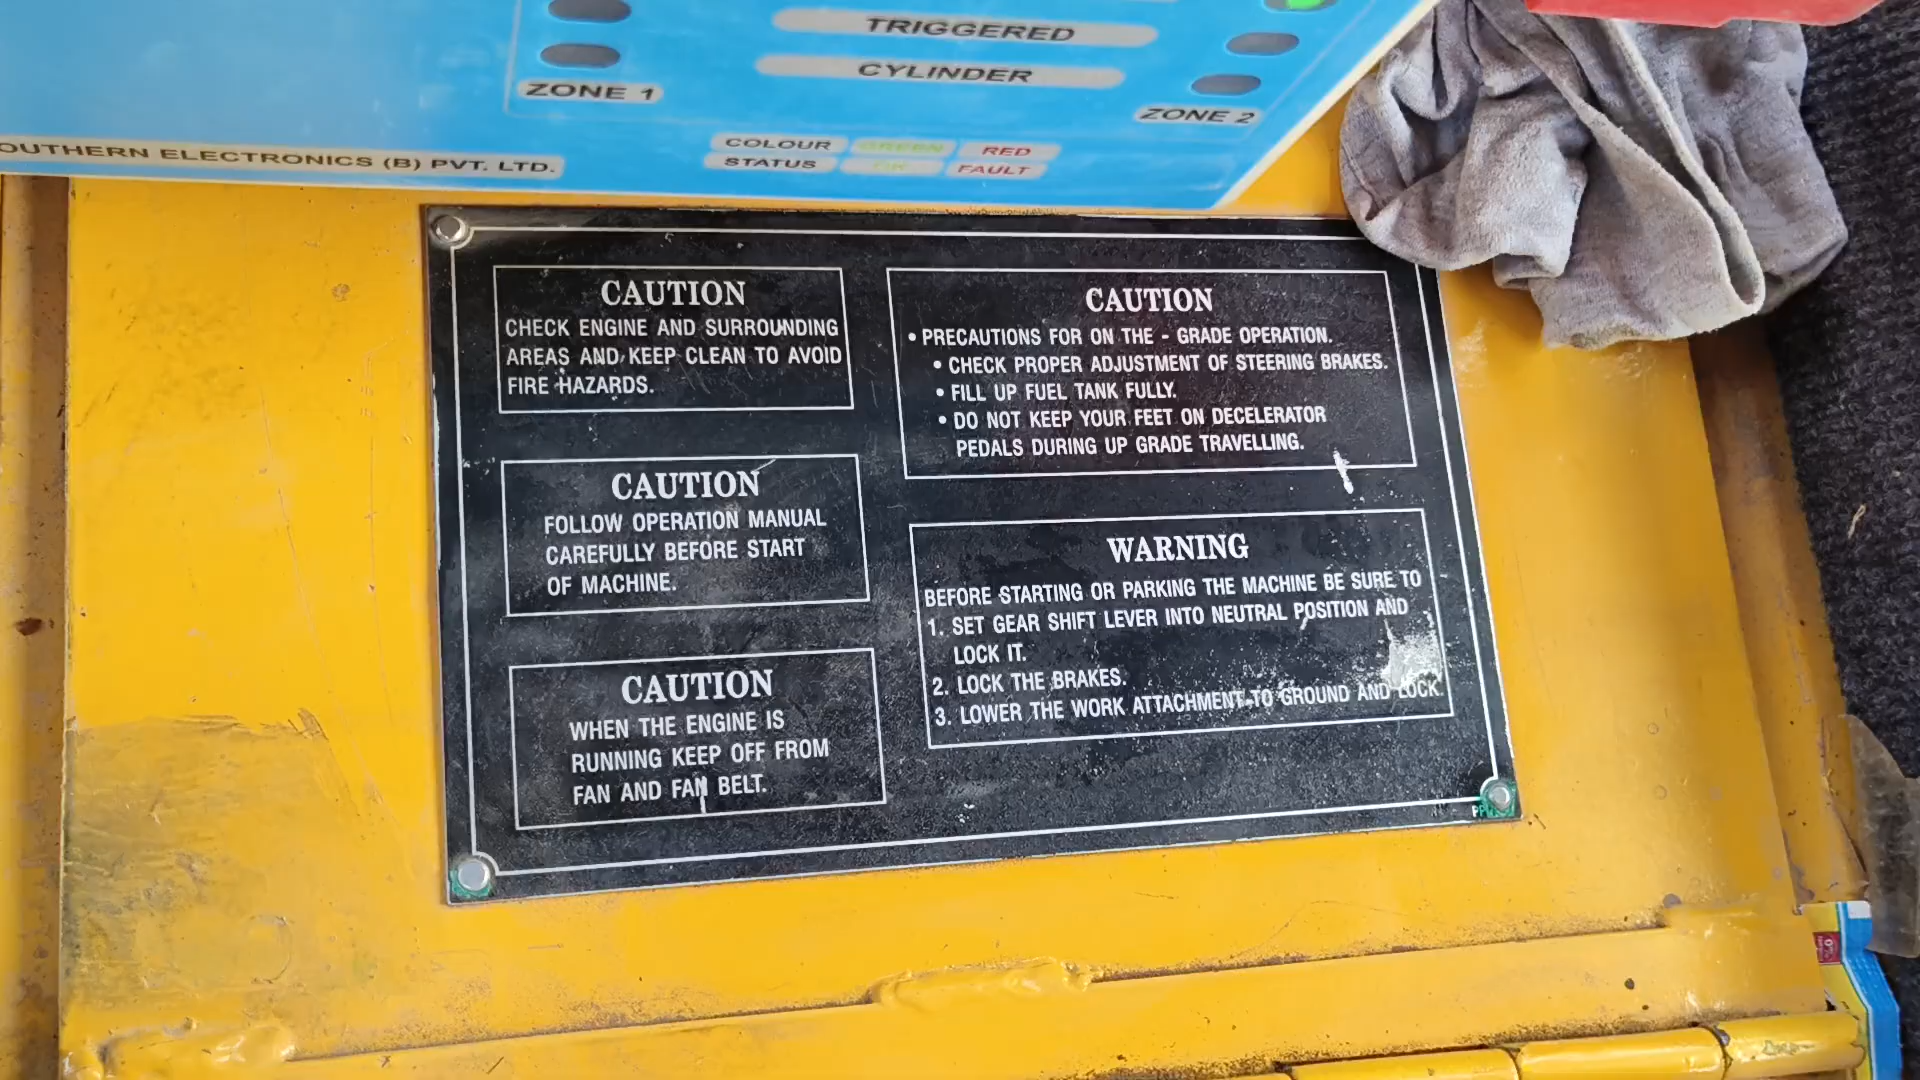 TRIGGERED
CYLINDER
ZONE 1
ZONE 2
COLOUR GREEN RED
STATUS OK FAULT
OUTHERN ELECTRONICS (B) PVT. LTD.
CAUTION
CHECK ENGINE AND SURROUNDING
AREAS AND KEEP CLEAN TO AVOID
FIRE HAZARDS.
CAUTION
FOLLOW OPERATION MANUAL
CAREFULLY BEFORE START
OF MACHINE.
CAUTION
WHEN THE ENGINE IS
RUNNING KEEP OFF FROM
FAN AND FAN BELT.
CAUTION
• PRECAUTIONS FOR ON THE - GRADE OPERATION.
• CHECK PROPER ADJUSTMENT OF STEERING BRAKES.
• FILL UP FUEL TANK FULLY.
• DO NOT KEEP YOUR FEET ON DECELERATOR
PEDALS DURING UP GRADE TRAVELLING.
WARNING
BEFORE STARTING OR PARKING THE MACHINE BE SURE TO
1. SET GEAR SHIFT LEVER INTO NEUTRAL POSITION AND
LOCK IT.
2. LOCK THE BRAKES.
3. LOWER THE WORK ATTACHMENT TO GROUND AND LOCK.